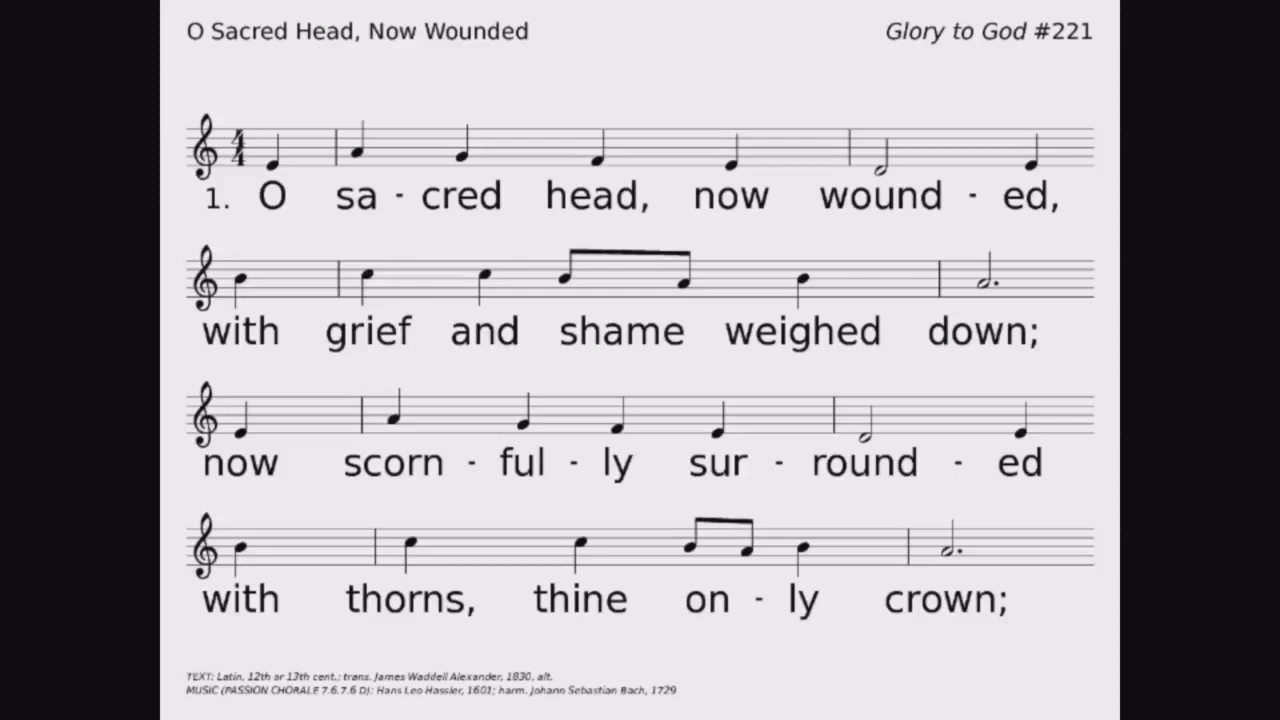 O Sacred Head, Now Wounded
Glory to God #221
1. O sa - cred head, now wound - ed,
with grief and shame weighed down;
now scorn - ful - ly sur - round - ed
with thorns, thine on - ly crown;
TEXT: Latin, 12th or 13th cent.; trans. James Waddell Alexander, 1830, alt.
MUSIC (PASSION CHORALE 7.6.7.6 D): Hans Leo Hassler, 1601; harm. Johann Sebastian Bach, 1729